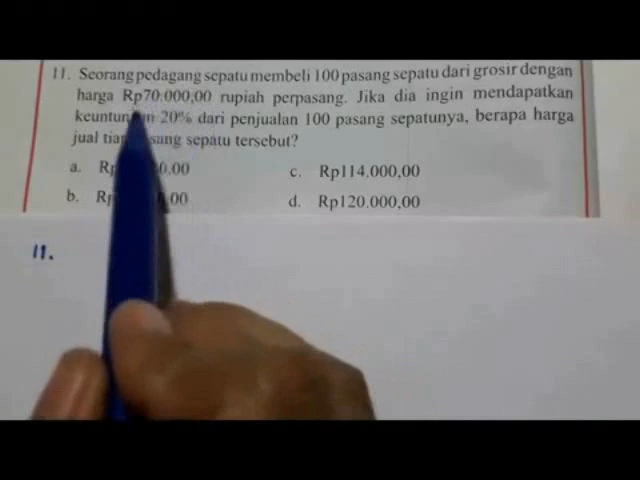 11. Seorang pedagang sepatu membeli 100 pasang sepatu dari grosir dengan
harga Rp70.000,00 rupiah perpasang. Jika dia ingin mendapatkan
20% dari penjualan 100 pasang sepatunya, berapa harga
jual sepatu tersebut?
a.
c. Rp114.000,00
b.
d. Rp120.000,00
11.